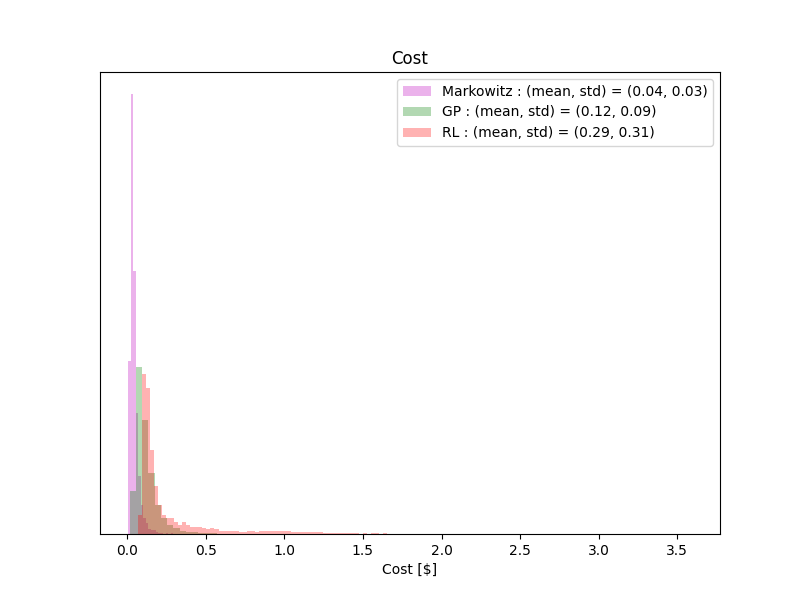 Cost
Markowitz : (mean, std) = (0.04, 0.03)
GP : (mean, std) = (0.12, 0.09)
RL : (mean, std) = (0.29, 0.31)
0.0 0.5 1.0 1.5 2.0 2.5 3.0 3.5
Cost [$]